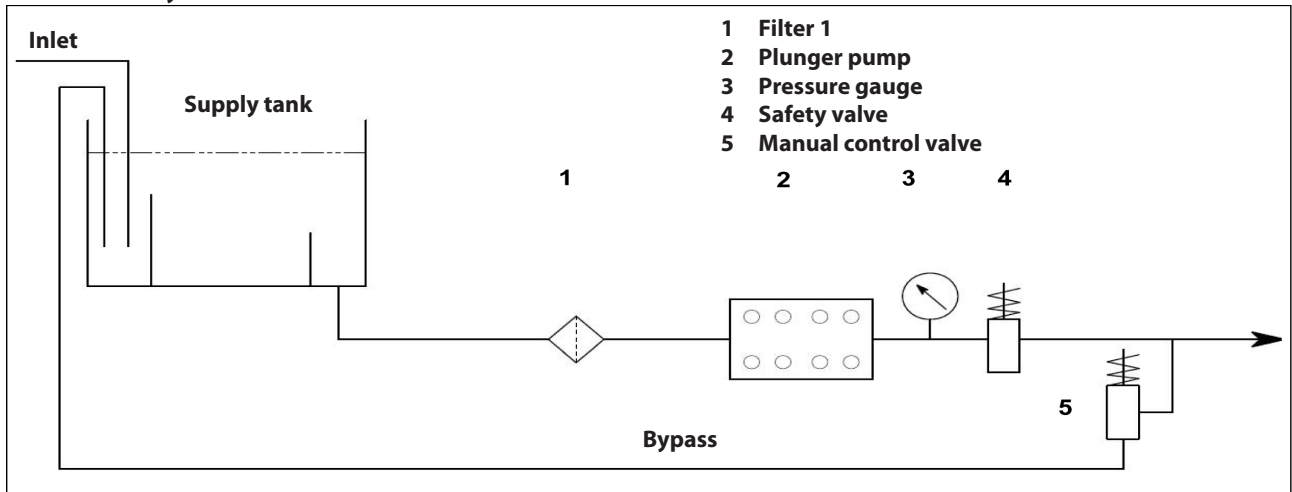 Inlet
Supply tank
1 Filter 1
2 Plunger pump
3 Pressure gauge
4 Safety valve
5 Manual control valve
1
2
3
4
5
Bypass